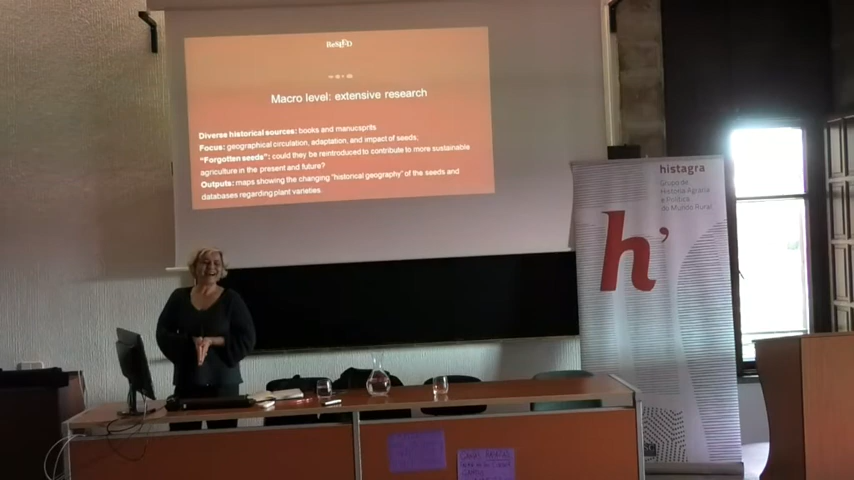 ReSEED
Macro level: extensive research
Diverse historical sources: books and manucsprits
Focus: geographical circulation, adaptation, and impact of seeds;
"Forgotten seeds": could they be reintroduced to contribute to more sustainable
agriculture in the present and future?
Outputs: maps showing the changing "historical geography" of the seeds and
databases regarding plant varieties.
histagra
Grupo de
Historia Agraria
e Política
do Mundo Rural
h'